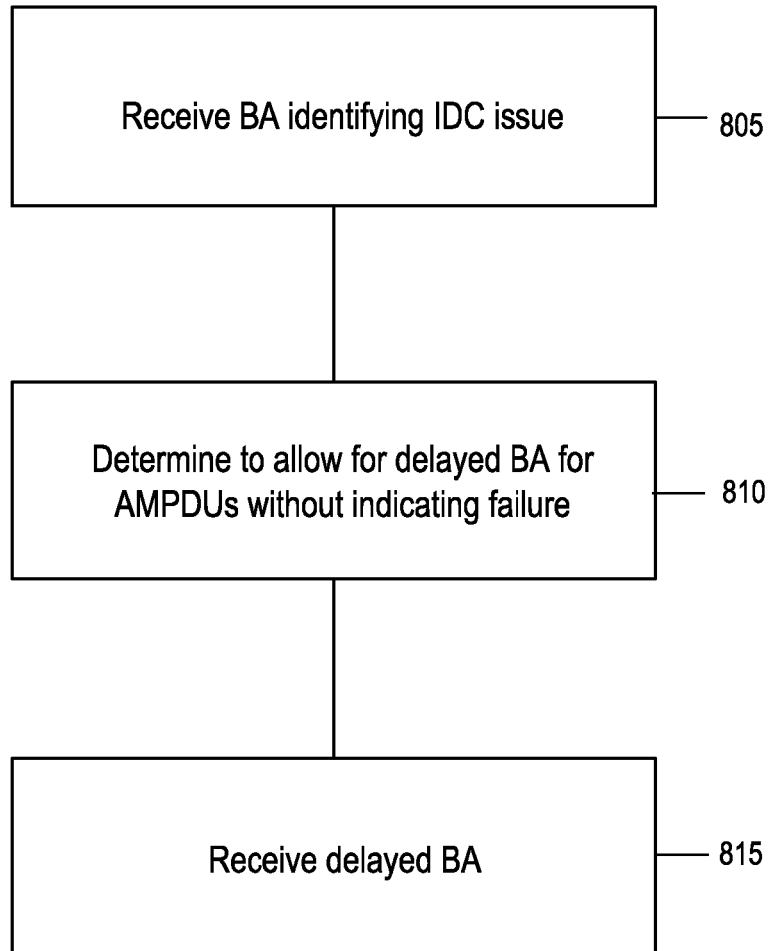 Receive BA identifying IDC issue
805
Determine to allow for delayed BA for
AMPDUs without indicating failure
810
Receive delayed BA
815